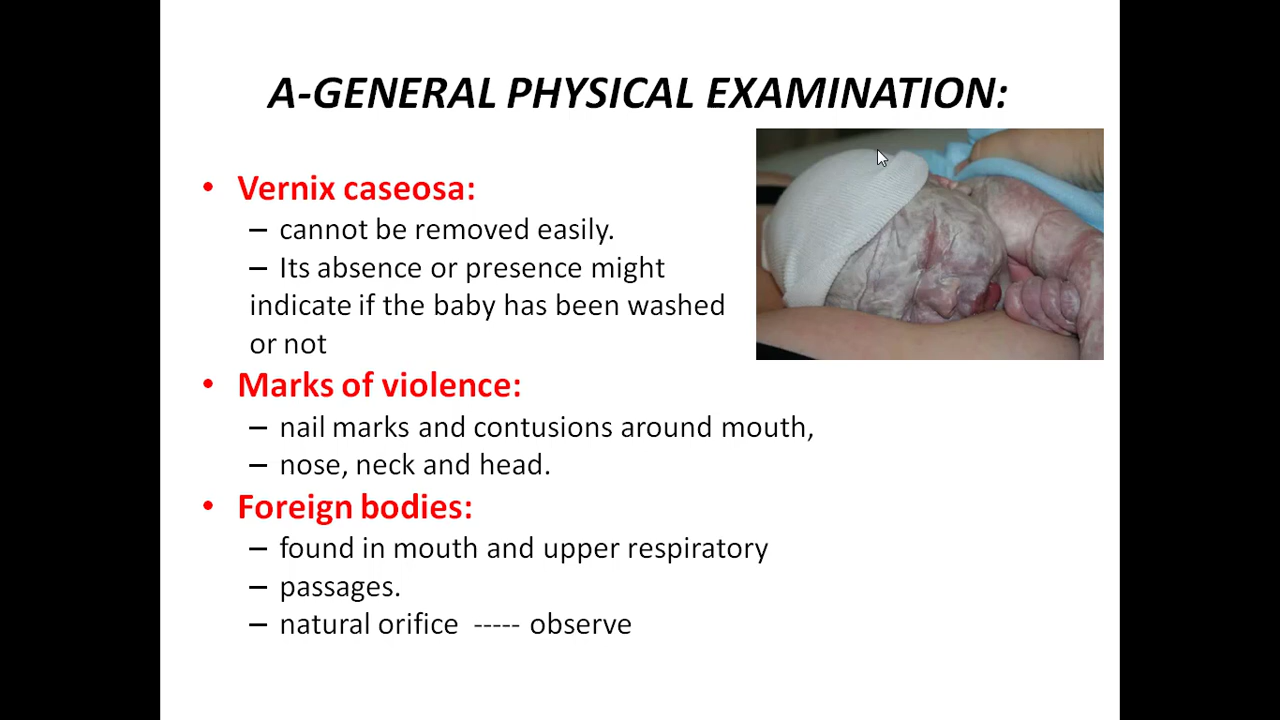 A-GENERAL PHYSICAL EXAMINATION:
• Vernix caseosa:
– cannot be removed easily.
– Its absence or presence might
indicate if the baby has been washed
or not
• Marks of violence:
– nail marks and contusions around mouth,
– nose, neck and head.
• Foreign bodies:
– found in mouth and upper respiratory
– passages.
– natural orifice ----- observe